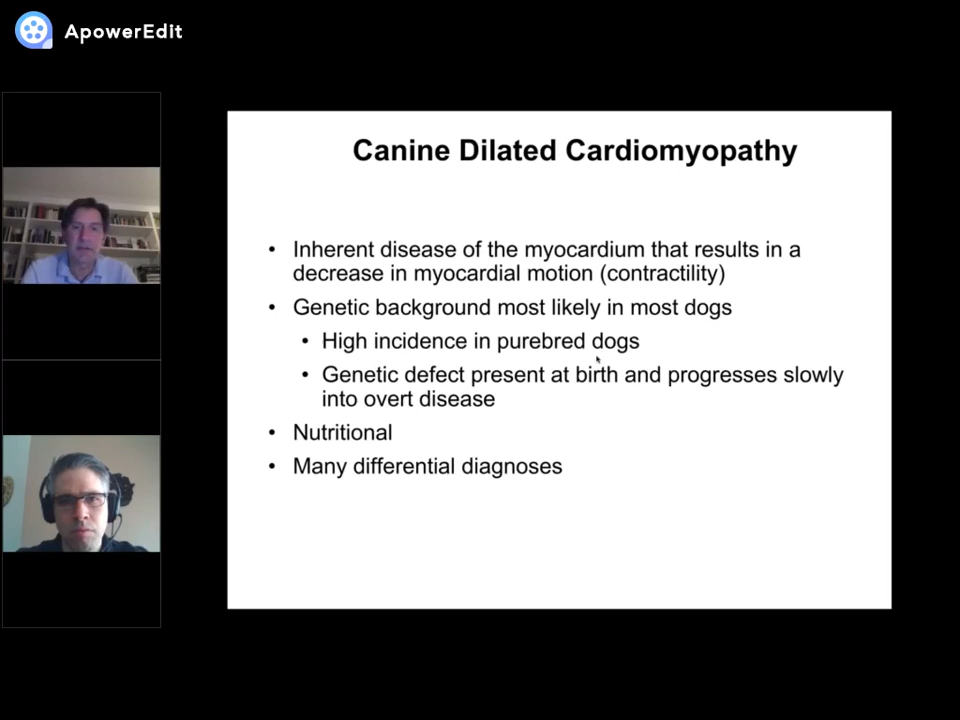 ApowerEdit
Canine Dilated Cardiomyopathy
• Inherent disease of the myocardium that results in a
decrease in myocardial motion (contractility)
• Genetic background most likely in most dogs
• High incidence in purebred dogs
• Genetic defect present at birth and progresses slowly
into overt disease
• Nutritional
• Many differential diagnoses